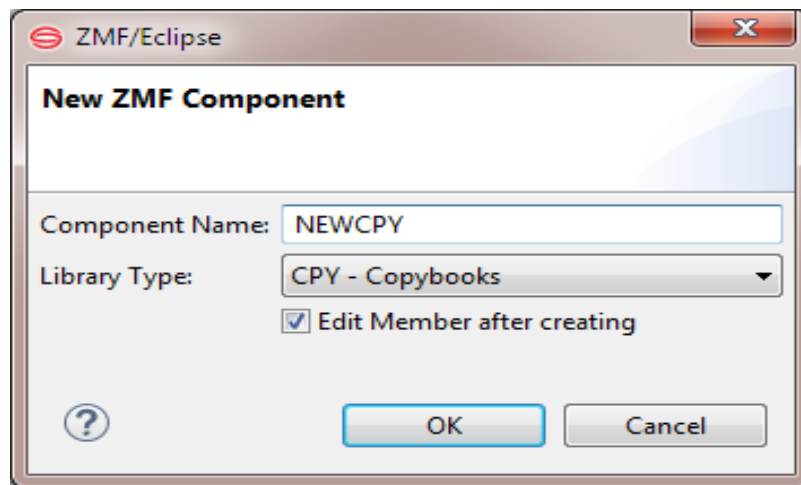 ZMF/Eclipse
New ZMF Component
Component Name: NEWCPY
Library Type: CPY - Copybooks
Edit Member after creating
? OK Cancel